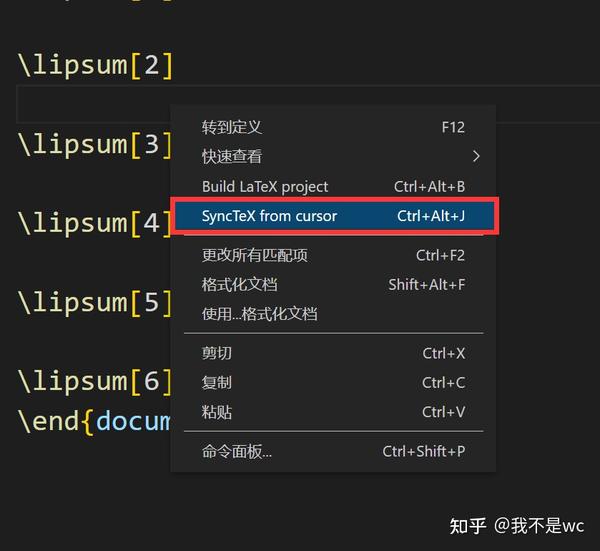 \lipsum[2]
\lipsum[3]
\lipsum[4]
\lipsum[5]
\lipsum[6]
\end{docum
转到定义 F12
快速查看
Build LaTeX project Ctrl+Alt+B
SyncTeX from cursor Ctrl+Alt+J
更改所有匹配项 Ctrl+F2
格式化文档 Shift+Alt+F
使用...格式化文档
剪切 Ctrl+X
复制 Ctrl+C
粘贴 Ctrl+V
命令面板... Ctrl+Shift+P
知乎 @我不是wc